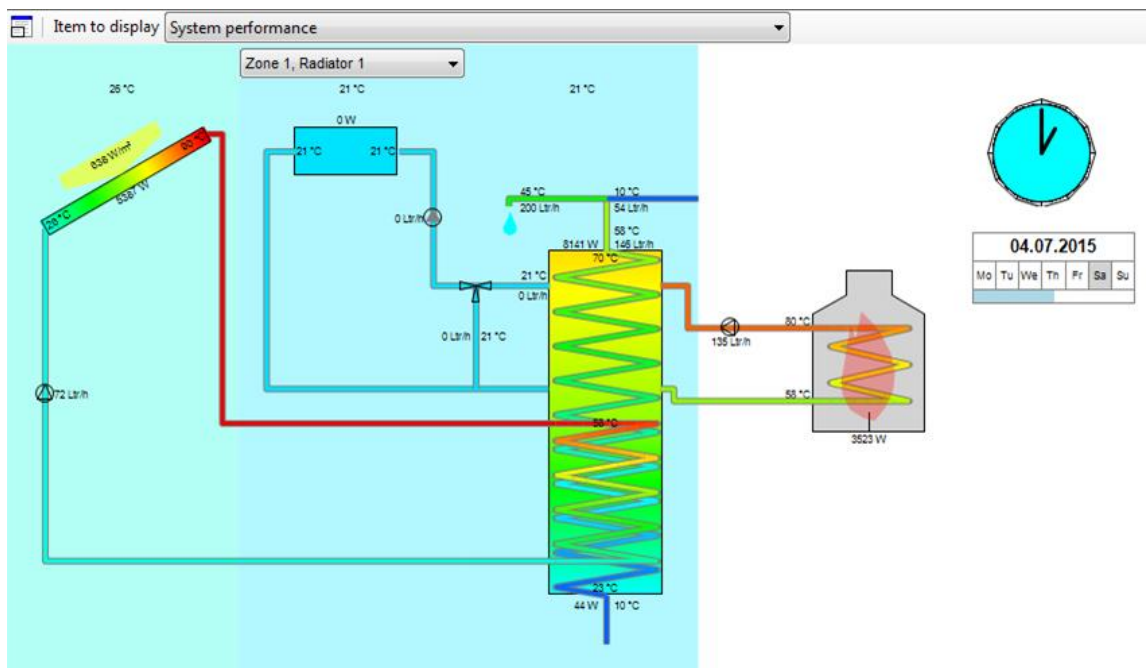 Item to display System performance
Zone 1, Radiator 1
26 °C 21 °C 21 °C
0 W
636 W/m²
90 °C
5387 W
26 °C
21 °C 21 °C
0 Ltr/h
45 °C 10 °C
200 Ltr/h 54 Ltr/h
58 °C
8141 W 146 Ltr/h
70 °C
21 °C
0 Ltr/h
0 Ltr/h 21 °C
80 °C
135 Ltr/h
72 Ltr/h
58 °C
58 °C
3523 W
23 °C
44 W 10 °C
04.07.2015
Mo Tu We Th Fr Sa Su